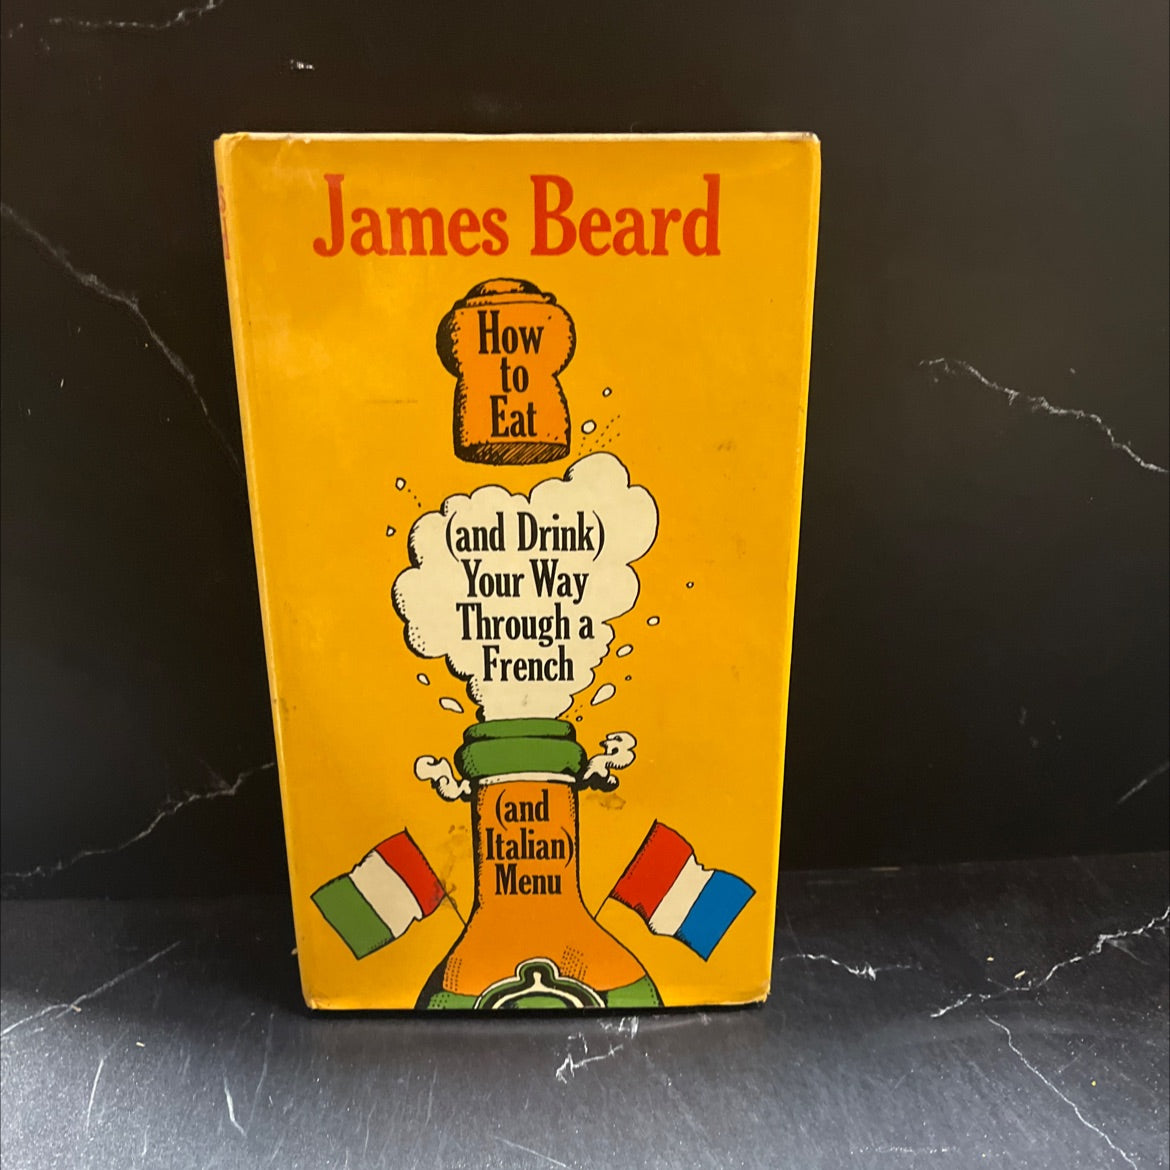 James Beard
How
to
Eat
(and Drink)
Your Way
Through a
French
(and
Italian)
Menu